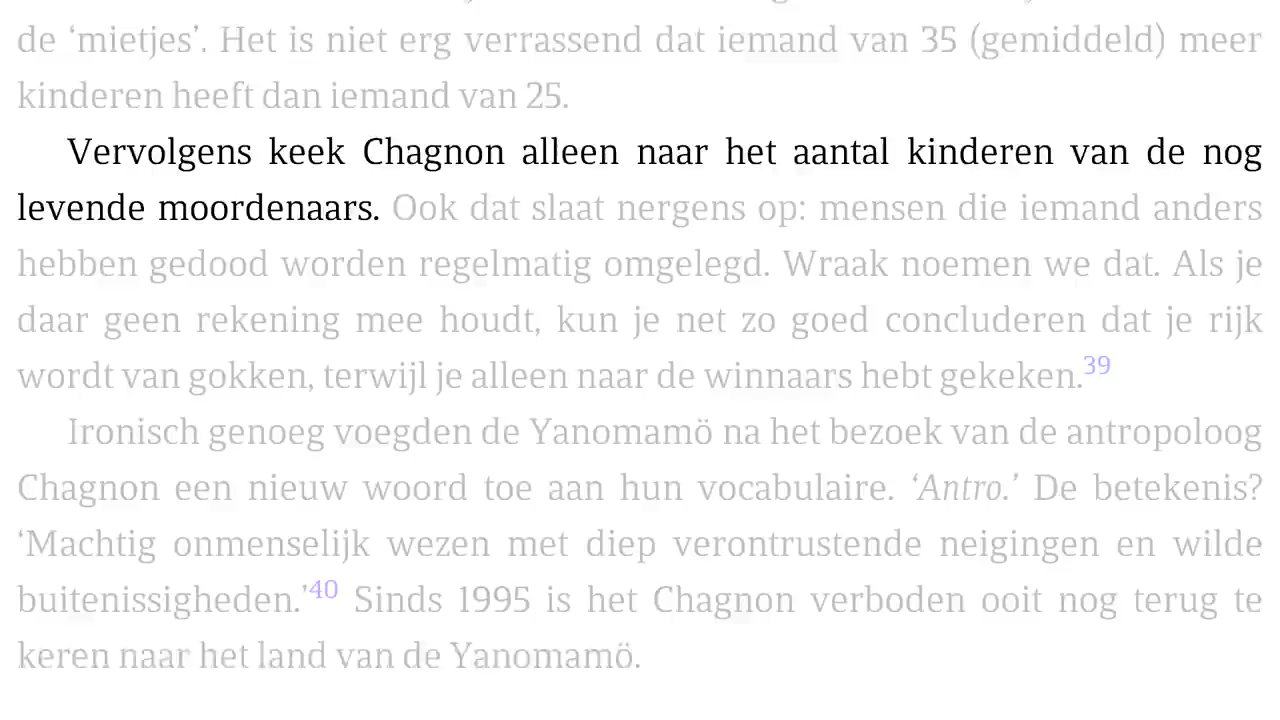 de ‘mietjes’. Het is niet erg verrassend dat iemand van 35 (gemiddeld) meer
kinderen heeft dan iemand van 25.
Vervolgens keek Chagnon alleen naar het aantal kinderen van de nog
levende moordenaars. Ook dat slaat nergens op: mensen die iemand anders
hebben gedood worden regelmatig omgelegd. Wraak noemen we dat. Als je
daar geen rekening mee houdt, kun je net zo goed concluderen dat je rijk
wordt van gokken, terwijl je alleen naar de winnaars hebt gekeken.39
Ironisch genoeg voegden de Yanomamö na het bezoek van de antropoloog
Chagnon een nieuw woord toe aan hun vocabulaire. ‘Antro.’ De betekenis?
‘Machtig onmenselijk wezen met diep verontrustende neigingen en wilde
buitenissigheden.’40 Sinds 1995 is het Chagnon verboden ooit nog terug te
keren naar het land van de Yanomamö.